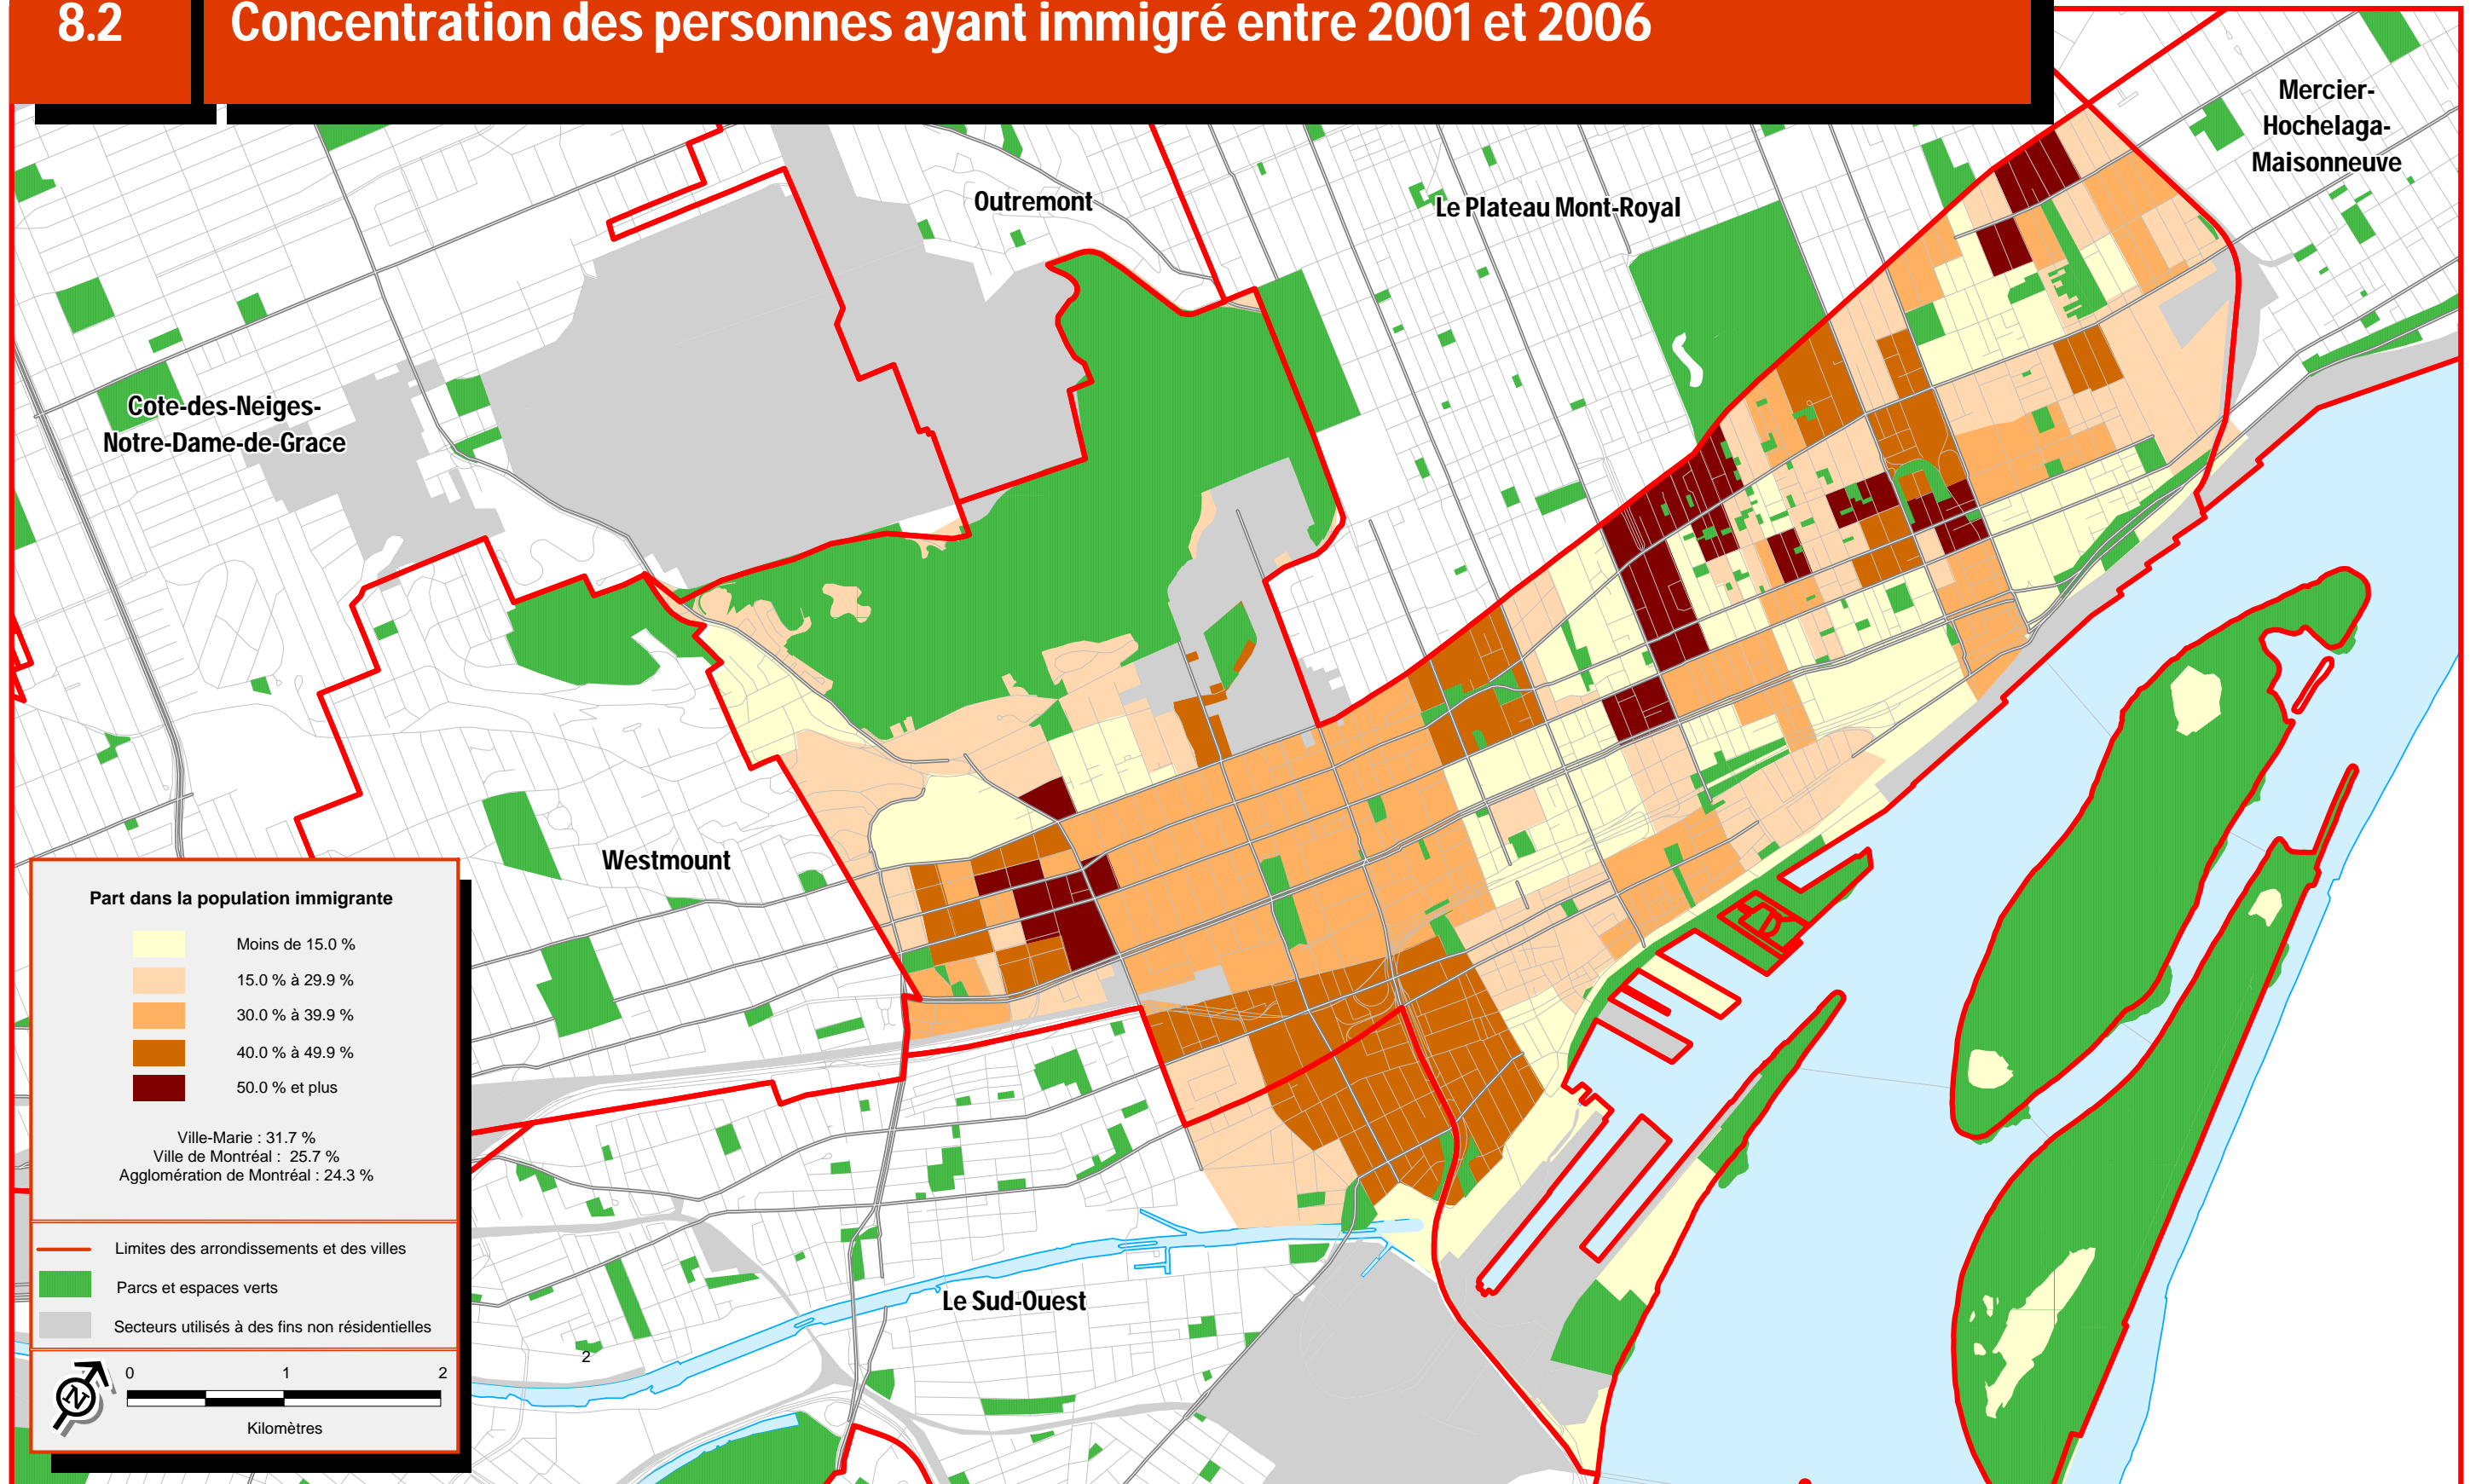 8.2 Concentration des personnes ayant immigré entre 2001 et 2006
Mercier-
Hochelaga-
Maisonneuve
Outremont
Le Plateau Mont-Royal
Cote-des-Neiges-
Notre-Dame-de-Grace
Westmount
Le Sud-Ouest
2
Part dans la population immigrante
Moins de 15.0 %
15.0 % à 29.9 %
30.0 % à 39.9 %
40.0 % à 49.9 %
50.0 % et plus
Ville-Marie : 31.7 %
Ville de Montréal : 25.7 %
Agglomération de Montréal : 24.3 %
Limites des arrondissements et des villes
Parcs et espaces verts
Secteurs utilisés à des fins non résidentielles
N
0 1 2
Kilomètres